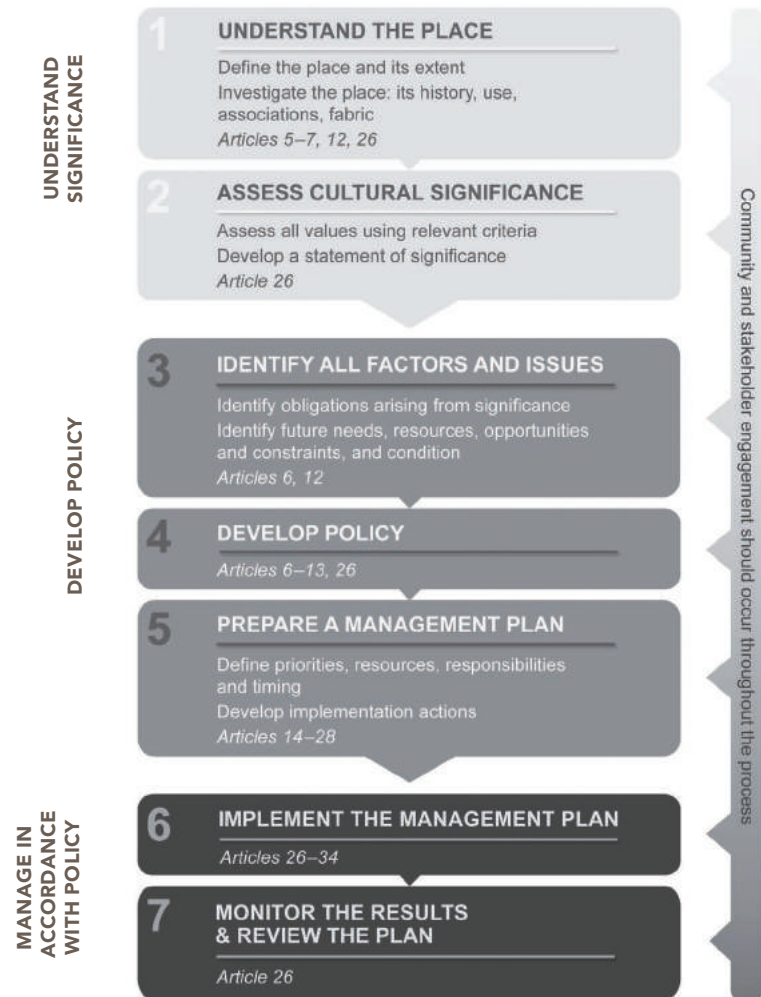 UNDERSTAND
SIGNIFICANCE
1
UNDERSTAND THE PLACE
Define the place and its extent
Investigate the place: its history, use,
associations, fabric
Articles 5–7, 12, 26
2
ASSESS CULTURAL SIGNIFICANCE
Assess all values using relevant criteria
Develop a statement of significance
Article 26
DEVELOP POLICY
3
IDENTIFY ALL FACTORS AND ISSUES
Identify obligations arising from significance
Identify future needs, resources, opportunities
and constraints, and condition
Articles 6, 12
4
DEVELOP POLICY
Articles 6–13, 26
5
PREPARE A MANAGEMENT PLAN
Define priorities, resources, responsibilities
and timing
Develop implementation actions
Articles 14–28
MANAGE IN
ACCORDANCE
WITH POLICY
6
IMPLEMENT THE MANAGEMENT PLAN
Articles 26–34
7
MONITOR THE RESULTS
& REVIEW THE PLAN
Article 26
Community and stakeholder engagement should occur throughout the process